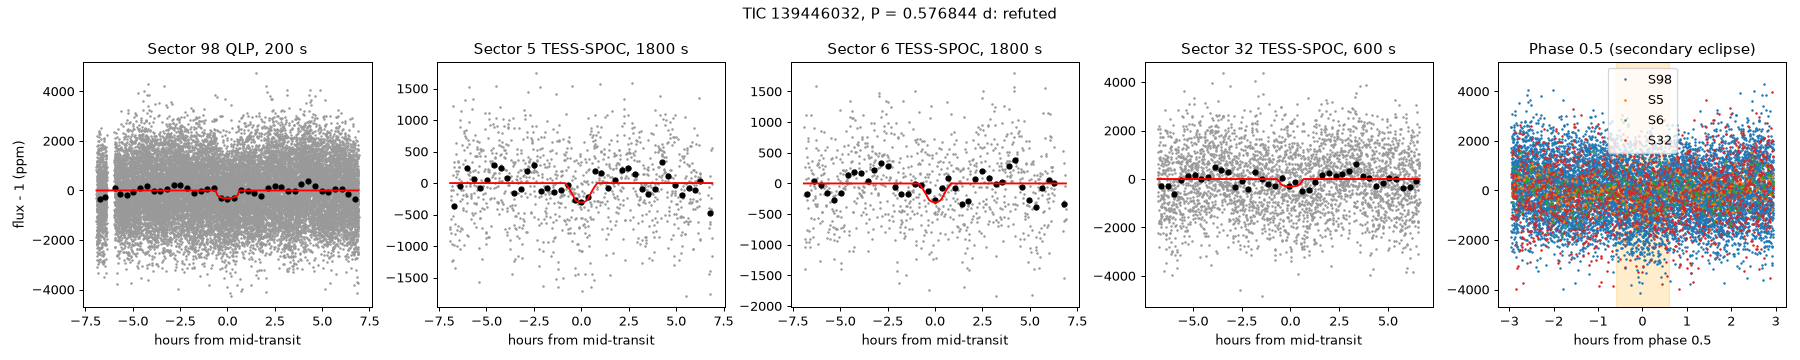 TIC 139446032, P = 0.576844 d: refuted
Sector 98 QLP, 200 s
Sector 5 TESS-SPOC, 1800 s
Sector 6 TESS-SPOC, 1800 s
Sector 32 TESS-SPOC, 600 s
Phase 0.5 (secondary eclipse)
flux - 1 (ppm)
4000
2000
0
−2000
−4000
−7.5 −5.0 −2.5 0.0 2.5 5.0 7.5
hours from mid-transit
1500
1000
500
0
−500
−1000
−1500
−7.5 −5.0 −2.5 0.0 2.5 5.0 7.5
hours from mid-transit
1500
1000
500
0
−500
−1000
−1500
−2000
−7.5 −5.0 −2.5 0.0 2.5 5.0 7.5
hours from mid-transit
4000
2000
0
−2000
−4000
−5.0 −2.5 0.0 2.5 5.0
hours from mid-transit
S98
S5
S6
S32
4000
2000
0
−2000
−4000
−3 −2 −1 0 1 2 3
hours from phase 0.5